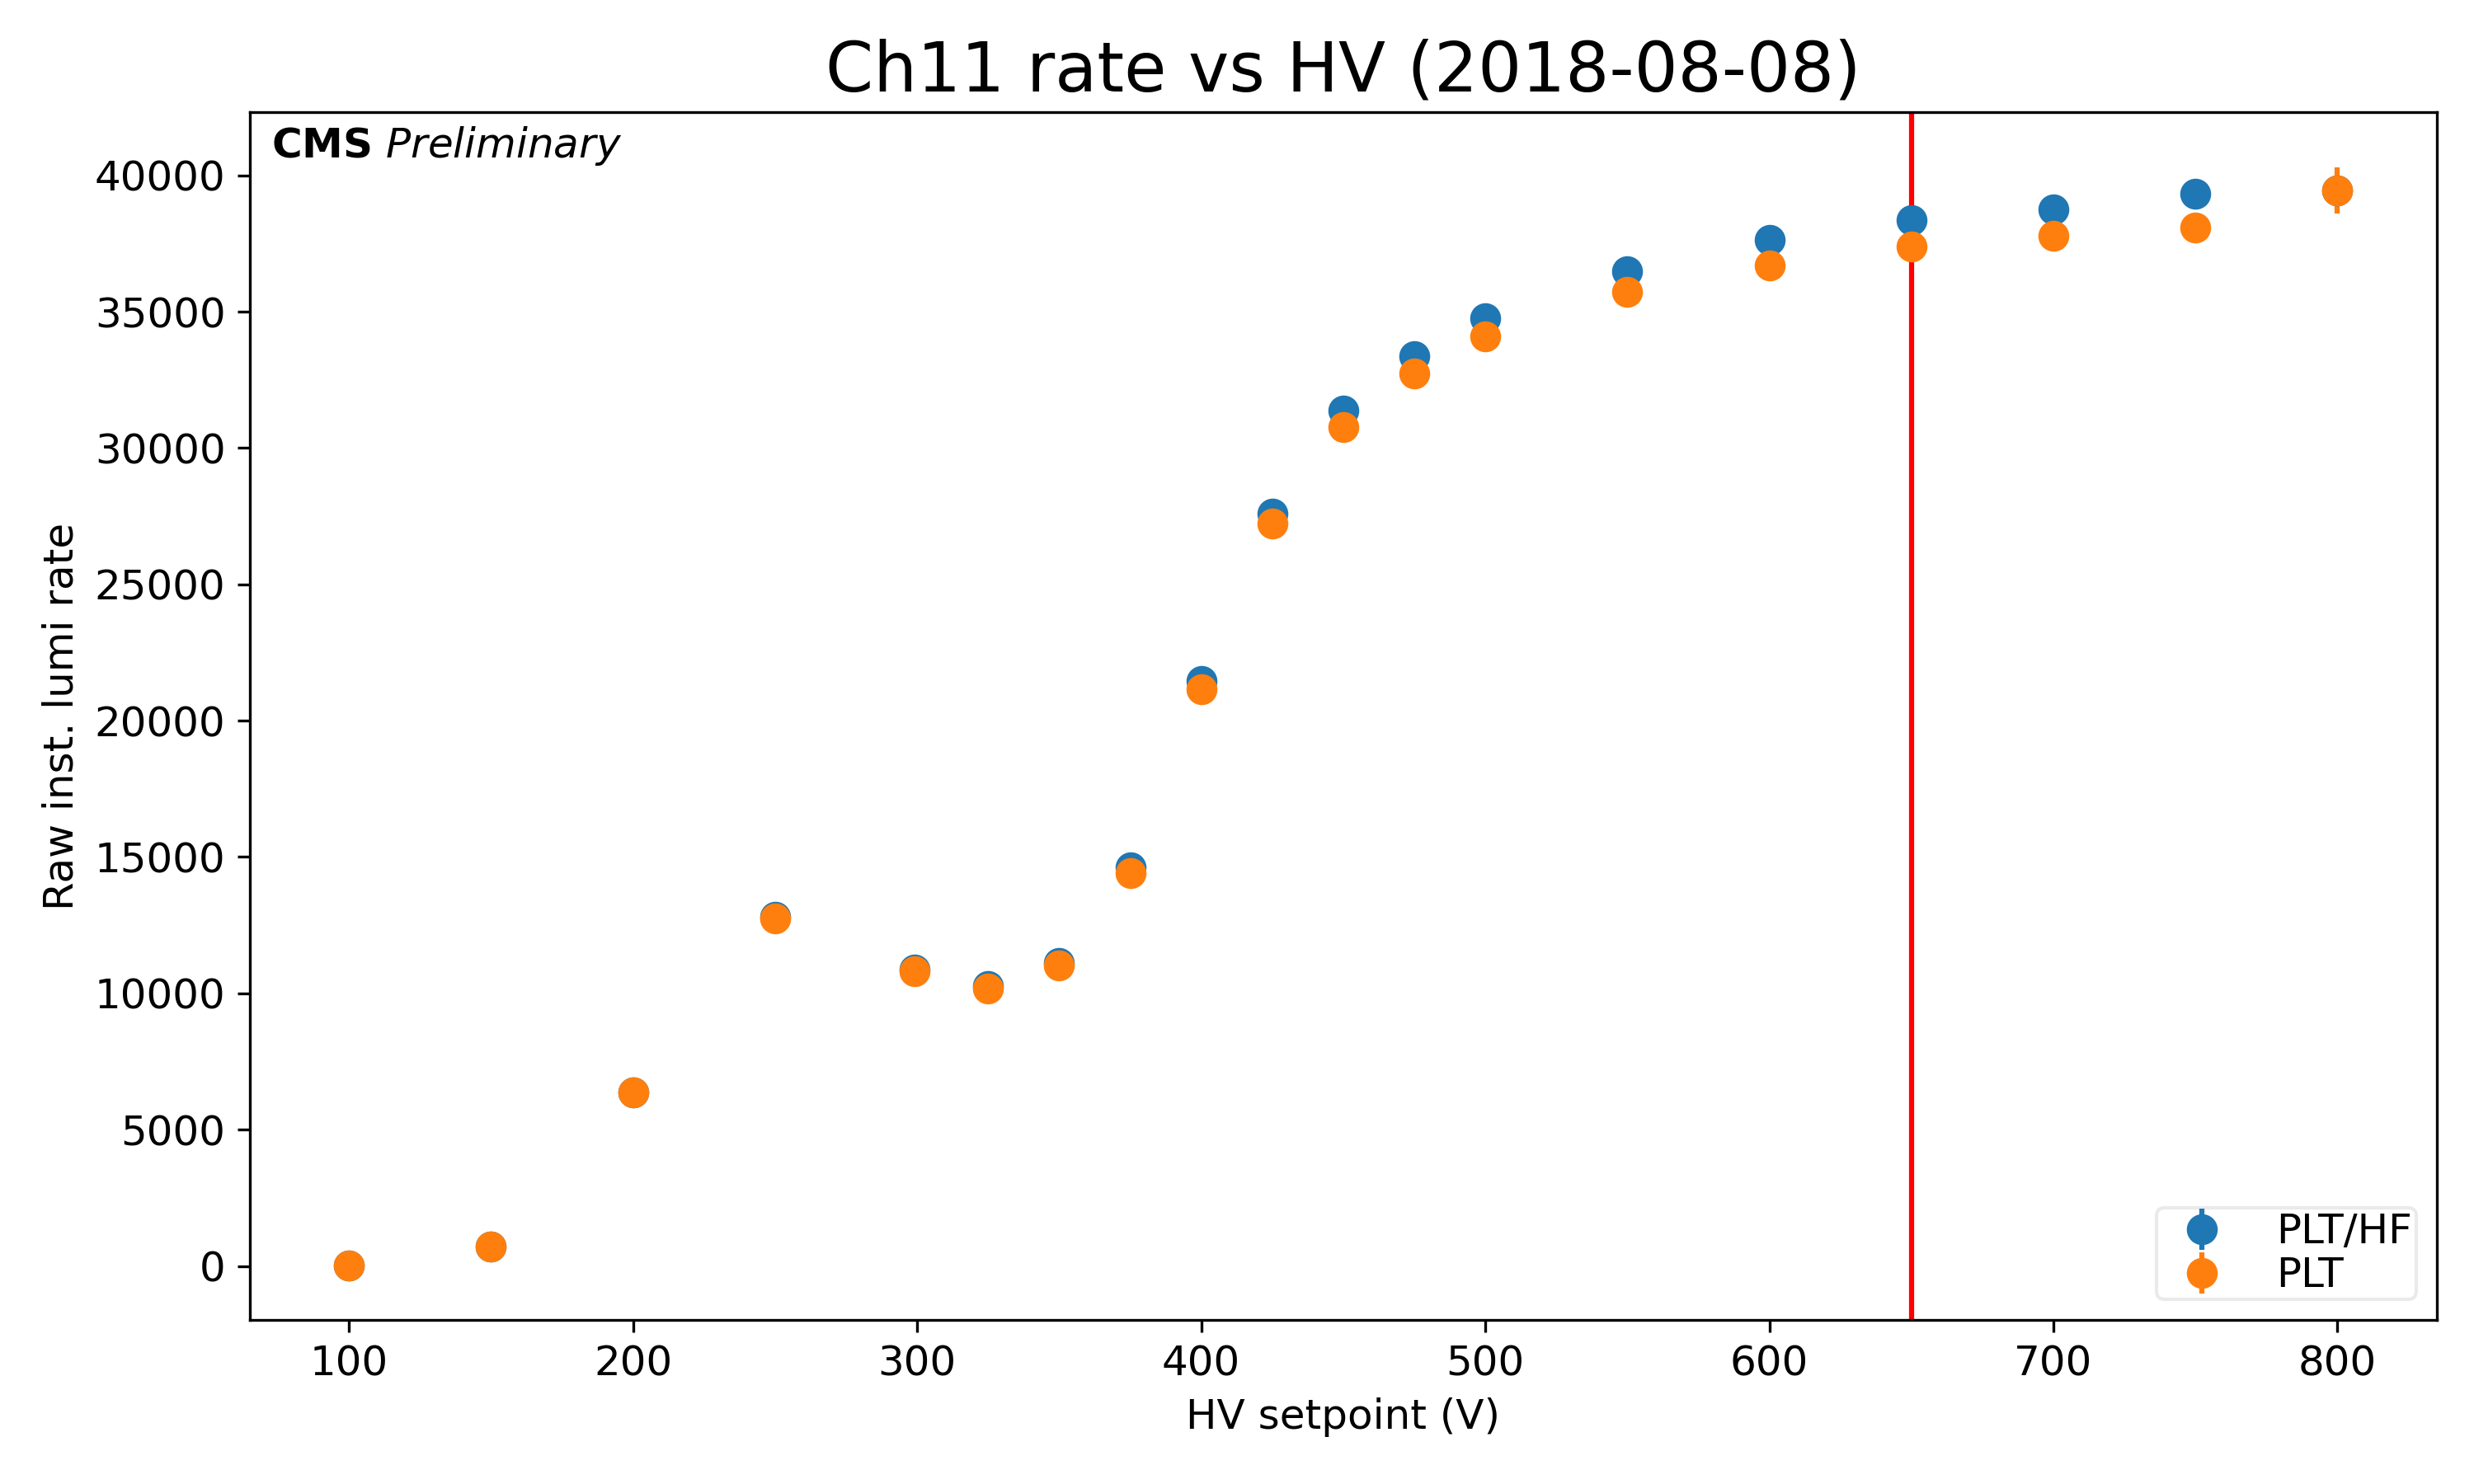 Ch11 rate vs HV (2018-08-08)
CMS Preliminary
40000
35000
30000
25000
20000
15000
10000
5000
0
Raw inst. lumi rate
100 200 300 400 500 600 700 800
HV setpoint (V)
PLT/HF
PLT